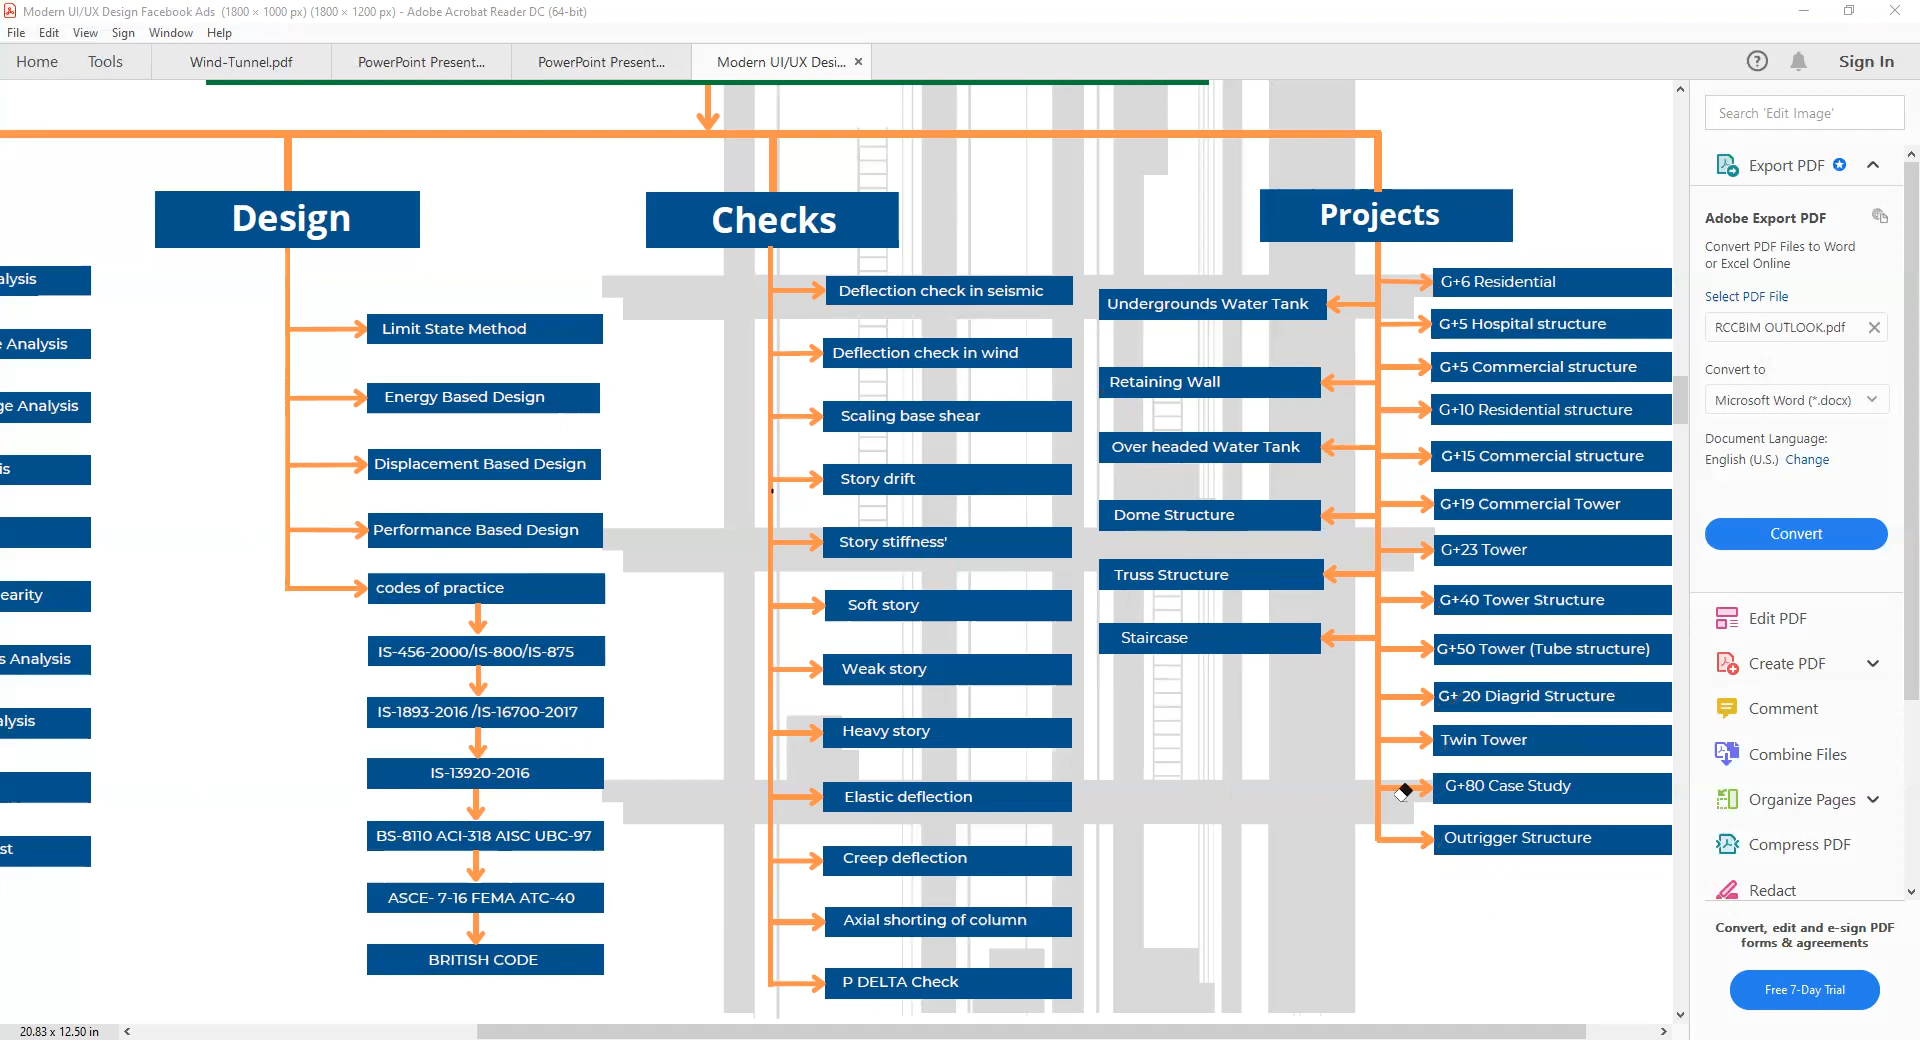 Modern UI/UX Design Facebook Ads (1800 × 1000 px) (1800 × 1200 px) - Adobe Acrobat Reader DC (64-bit)
File Edit View Sign Window Help
Home Tools Wind-Tunnel.pdf PowerPoint Present... PowerPoint Present... Modern UI/UX Desi... Sign In
Design
Limit State Method
Energy Based Design
Displacement Based Design
Performance Based Design
codes of practice
IS-456-2000/IS-800/IS-875
IS-1893-2016 /IS-16700-2017
IS-13920-2016
BS-8110 ACI-318 AISC UBC-97
ASCE- 7-16 FEMA ATC-40
BRITISH CODE
alysis
e Analysis
ge Analysis
is
earity
s Analysis
alysis
st
Checks
Deflection check in seismic
Deflection check in wind
Scaling base shear
Story drift
Story stiffness'
Soft story
Weak story
Heavy story
Elastic deflection
Creep deflection
Axial shorting of column
P DELTA Check
Projects
Undergrounds Water Tank
Retaining Wall
Over headed Water Tank
Dome Structure
Truss Structure
Staircase
G+6 Residential
G+5 Hospital structure
G+5 Commercial structure
G+10 Residential structure
G+15 Commercial structure
G+19 Commercial Tower
G+23 Tower
G+40 Tower Structure
G+50 Tower (Tube structure)
G+ 20 Diagrid Structure
Twin Tower
G+80 Case Study
Outrigger Structure
Search 'Edit Image'
Export PDF
Adobe Export PDF
Convert PDF Files to Word
or Excel Online
Select PDF File
RCCBIM OUTLOOK.pdf
Convert to
Microsoft Word (*.docx)
Document Language:
English (U.S.) Change
Convert
Edit PDF
Create PDF
Comment
Combine Files
Organize Pages
Compress PDF
Redact
Convert, edit and e-sign PDF
forms & agreements
Free 7-Day Trial
20.83 x 12.50 in